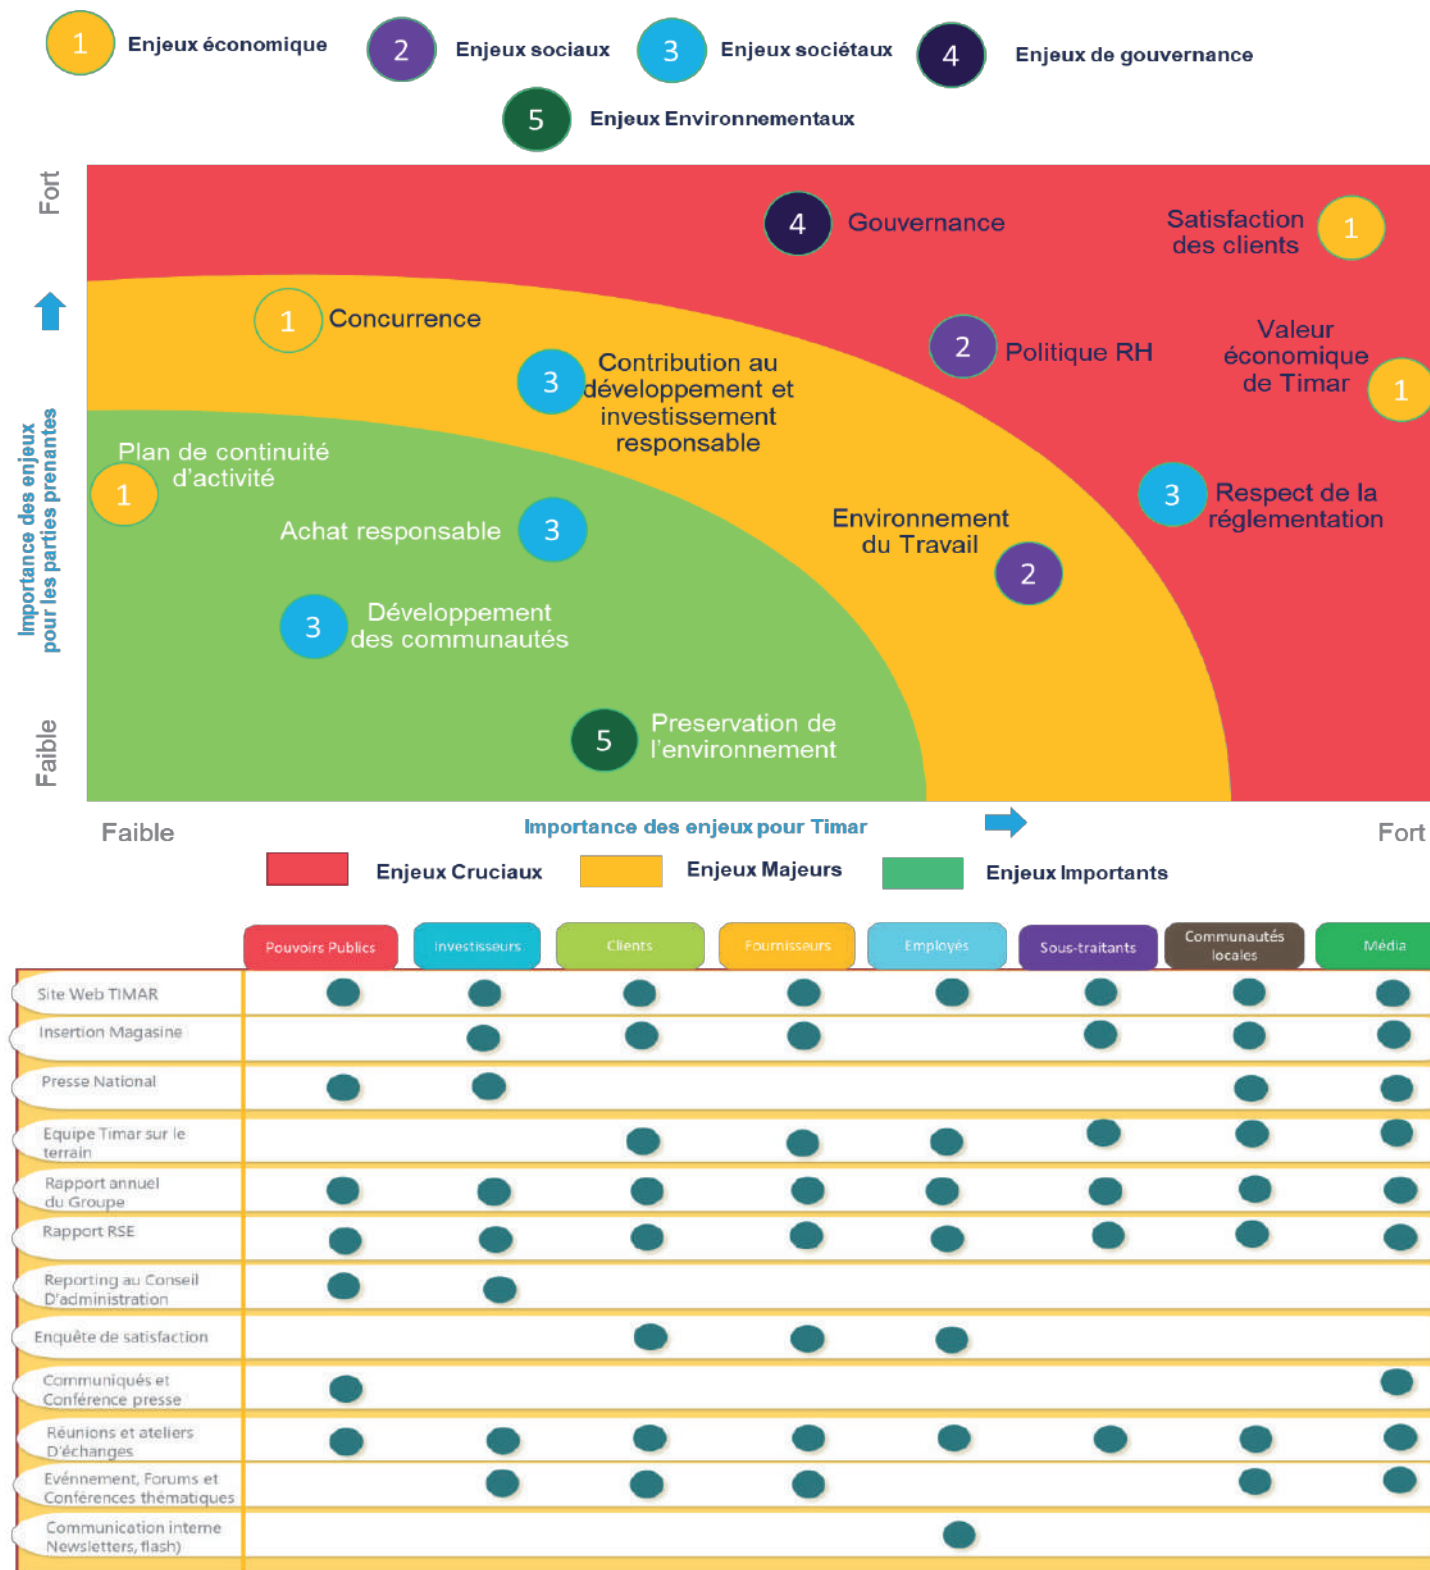 1 Enjeux économique
2 Enjeux sociaux
3 Enjeux sociétaux
4 Enjeux de gouvernance
5 Enjeux Environnementaux
Fort
Importance des enjeux
pour les parties prenantes
Faible
4 Gouvernance
Satisfaction
des clients
1
1 Concurrence
3
Contribution au
développement et
investissement
responsable
2 Politique RH
Valeur
économique
de Timar
1
Plan de continuité
d'activité
1
Achat responsable 3
Environnement
du Travail
2
3
Respect de la
réglementation
3
Développement
des communautés
5
Preservation de
l'environnement
Faible
Importance des enjeux pour Timar
Fort
Enjeux Cruciaux
Enjeux Majeurs
Enjeux Importants
Pouvoirs Publics
Investisseurs
Clients
Fournisseurs
Employés
Sous-traitants
Communautés
locales
Média
Site Web TIMAR
Insertion Magasine
Presse National
Equipe Timar sur le
terrain
Rapport annuel
du Groupe
Rapport RSE
Reporting au Conseil
D'administration
Enquête de satisfaction
Communiqués et
Conférence presse
Réunions et ateliers
D'échanges
Evénnement, Forums et
Conférences thématiques
Communication interne
Newsletters, flash)